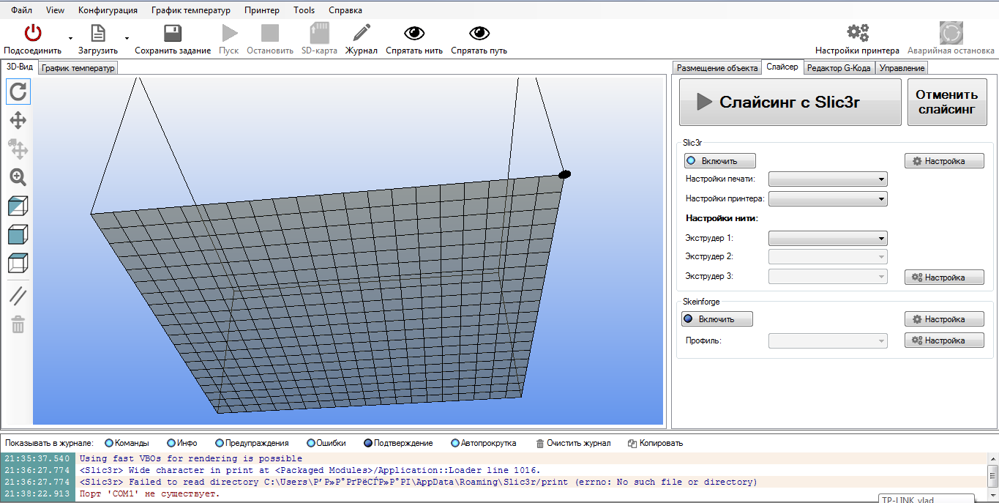 Файл View Конфигурация График температур Принтер Tools Справка
Подсоединить Загрузить Сохранить задание Пуск Остановить SD-карта Журнал Спрятать нить Спрятать путь Настройки принтера Аварийная остановка
3D-Вид График температур
Размещение объекта Слайсер Редактор G-Кода Управление
Слайсинг с Slic3r
Отменить
слайсинг
Slic3r
Включить Настройка
Настройки печати:
Настройки принтера:
Настройки нити:
Экструдер 1:
Экструдер 2:
Экструдер 3: Настройка
Skeinforge
Включить Настройка
Профиль: Настройка
Показывать в журнале: Команды Инфо Предупраждения Ошибки Подтверждение Автопрокрутка Очистить журнал Копировать
21:35:37.540 Using fast VBOs for rendering is possible
21:36:27.774 <Slic3r> Wide character in print at <Packaged Modules>/Application::Loader line 1016.
21:36:27.774 <Slic3r> Failed to read directory C:\Users\Р’Р»Р°РґРёСЃР»Р°РІ\AppData\Roaming\Slic3r/print (errno: No such file or directory)
21:38:22.913 Порт 'COM1' не существует.
TP-LINK vlad